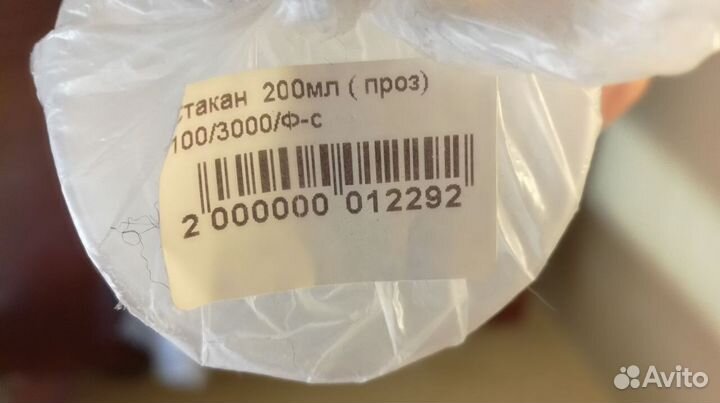 стакан 200мл ( проз)
100/3000/Ф-с
2 000000 012292
Avito